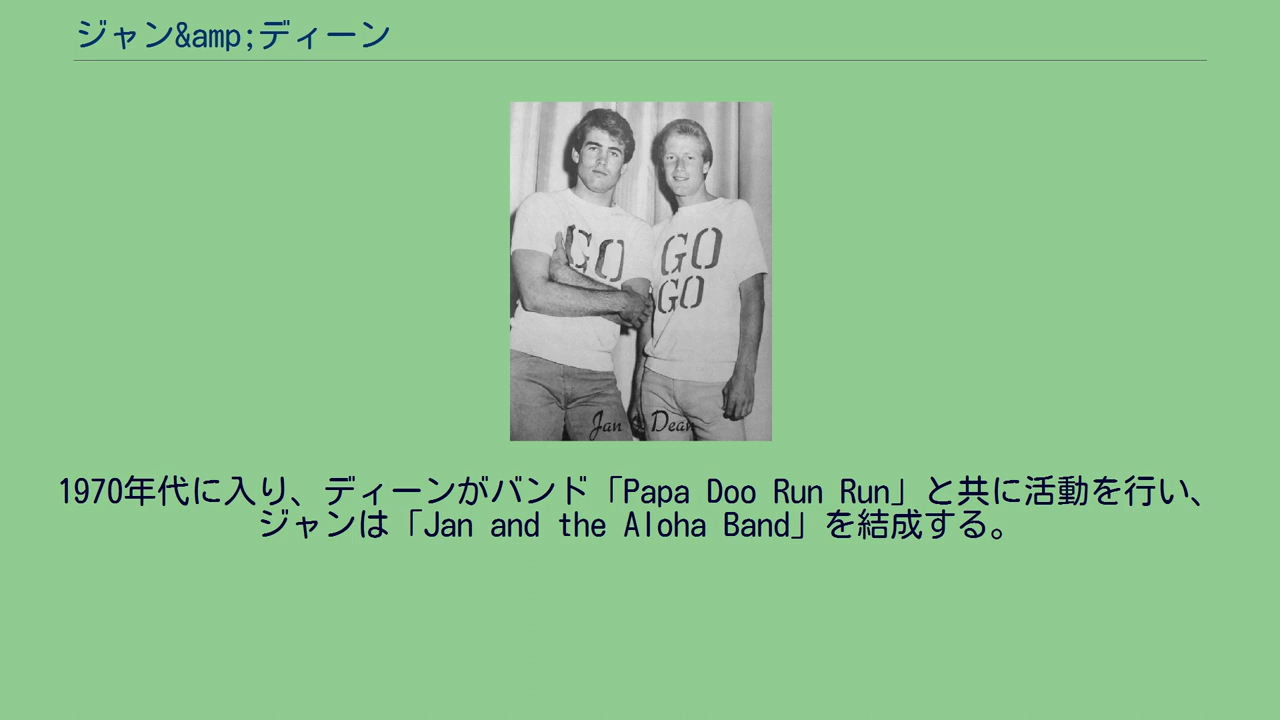 ジャン&amp;ディーン
GO GO
GO
Jan & Dean
1970年代に入り、ディーンがバンド「Papa Doo Run Run」と共に活動を行い、
ジャンは「Jan and the Aloha Band」を結成する。